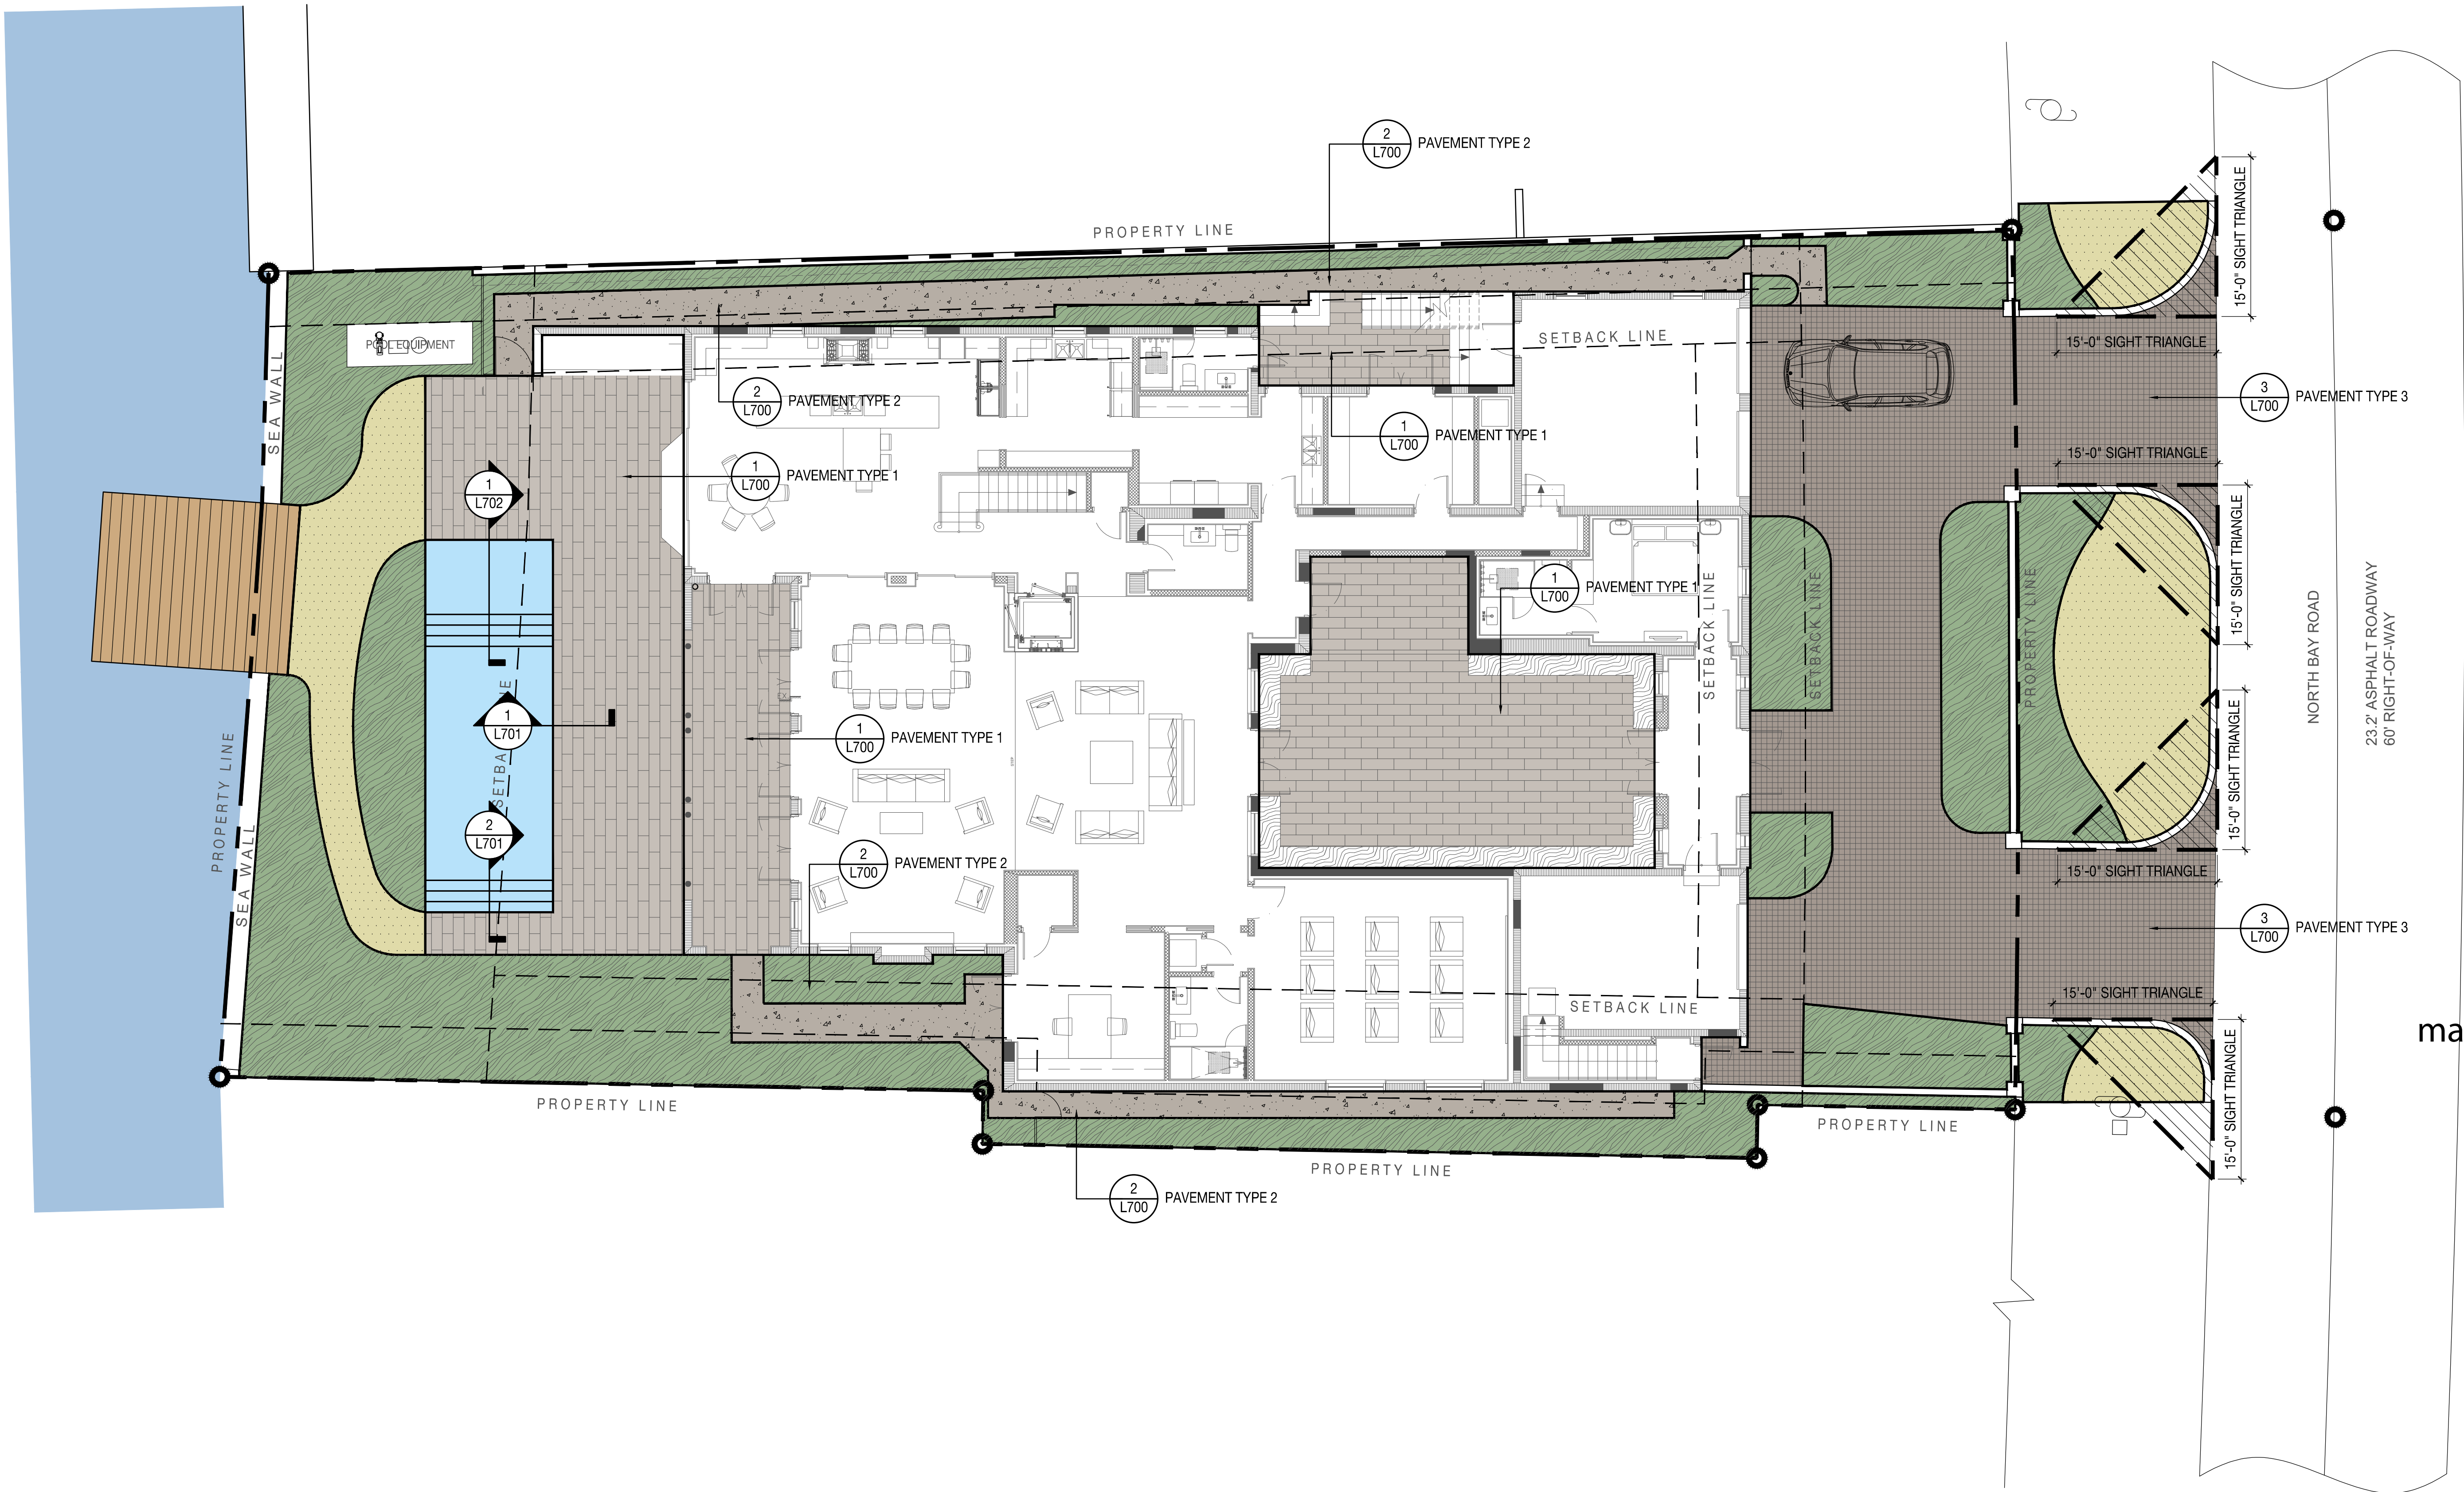 2
L700
PAVEMENT TYPE 2
PROPERTY LINE
15'-0" SIGHT TRIANGLE
SETBACK LINE
15'-0" SIGHT TRIANGLE
POOL EQUIPMENT
SEA WALL
2
L700
PAVEMENT TYPE 2
3
L700
PAVEMENT TYPE 3
1
L700
PAVEMENT TYPE 1
15'-0" SIGHT TRIANGLE
1
L700
PAVEMENT TYPE 1
1
L702
15'-0" SIGHT TRIANGLE
1
L700
PAVEMENT TYPE 1
SETBACK LINE
SETBACK LINE
PROPERTY LINE
NORTH BAY ROAD
23.2' ASPHALT ROADWAY
60' RIGHT-OF-WAY
1
L701
SETBA
NE
1
L700
PAVEMENT TYPE 1
PROPERTY LINE
15'-0" SIGHT TRIANGLE
2
L701
SEA WALL
2
L700
PAVEMENT TYPE 2
15'-0" SIGHT TRIANGLE
3
L700
PAVEMENT TYPE 3
15'-0" SIGHT TRIANGLE
SETBACK LINE
ma
15'-0" SIGHT TRIANGLE
PROPERTY LINE
PROPERTY LINE
PROPERTY LINE
2
L700
PAVEMENT TYPE 2